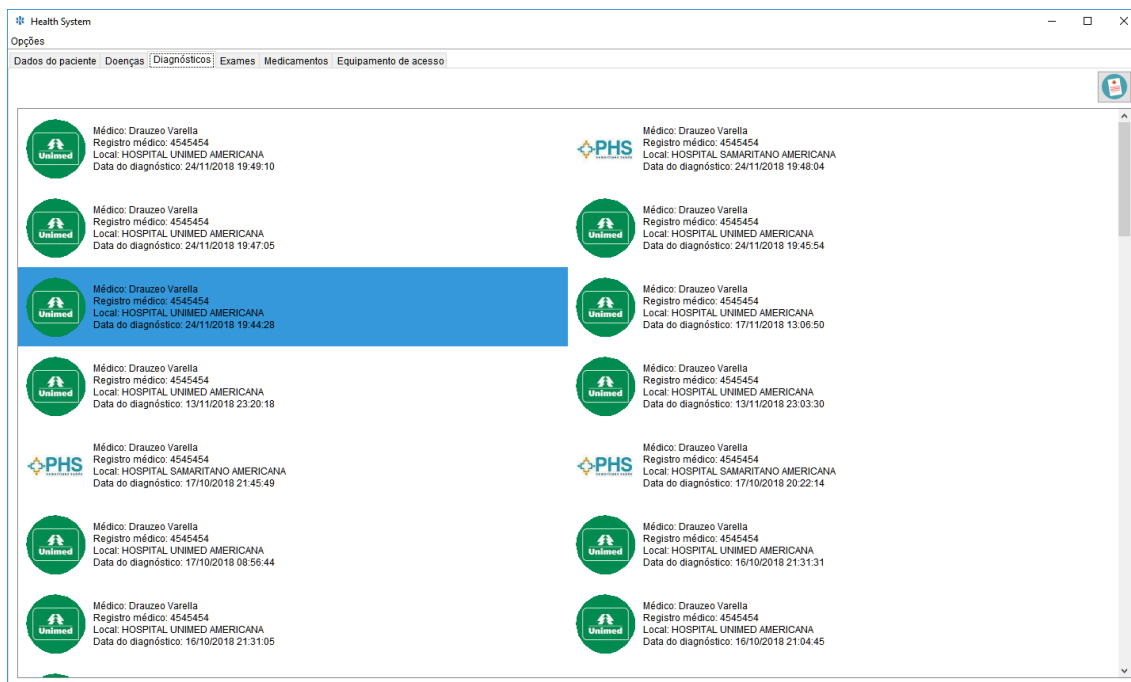 Health System
Opções
Dados do paciente Doenças Diagnósticos Exames Medicamentos Equipamento de acesso
Unimed
Médico: Drauzeo Varella
Registro médico: 4545454
Local: HOSPITAL UNIMED AMERICANA
Data do diagnóstico: 24/11/2018 19:49:10
PHS
Médico: Drauzeo Varella
Registro médico: 4545454
Local: HOSPITAL SAMARITANO AMERICANA
Data do diagnóstico: 24/11/2018 19:48:04
Unimed
Médico: Drauzeo Varella
Registro médico: 4545454
Local: HOSPITAL UNIMED AMERICANA
Data do diagnóstico: 24/11/2018 19:47:05
Unimed
Médico: Drauzeo Varella
Registro médico: 4545454
Local: HOSPITAL UNIMED AMERICANA
Data do diagnóstico: 24/11/2018 19:45:54
Unimed
Médico: Drauzeo Varella
Registro médico: 4545454
Local: HOSPITAL UNIMED AMERICANA
Data do diagnóstico: 24/11/2018 19:44:28
Unimed
Médico: Drauzeo Varella
Registro médico: 4545454
Local: HOSPITAL UNIMED AMERICANA
Data do diagnóstico: 17/11/2018 13:06:50
Unimed
Médico: Drauzeo Varella
Registro médico: 4545454
Local: HOSPITAL UNIMED AMERICANA
Data do diagnóstico: 13/11/2018 23:20:18
Unimed
Médico: Drauzeo Varella
Registro médico: 4545454
Local: HOSPITAL UNIMED AMERICANA
Data do diagnóstico: 13/11/2018 23:03:30
PHS
Médico: Drauzeo Varella
Registro médico: 4545454
Local: HOSPITAL SAMARITANO AMERICANA
Data do diagnóstico: 17/10/2018 21:45:49
PHS
Médico: Drauzeo Varella
Registro médico: 4545454
Local: HOSPITAL SAMARITANO AMERICANA
Data do diagnóstico: 17/10/2018 20:22:14
Unimed
Médico: Drauzeo Varella
Registro médico: 4545454
Local: HOSPITAL UNIMED AMERICANA
Data do diagnóstico: 17/10/2018 08:56:44
Unimed
Médico: Drauzeo Varella
Registro médico: 4545454
Local: HOSPITAL UNIMED AMERICANA
Data do diagnóstico: 16/10/2018 21:31:31
Unimed
Médico: Drauzeo Varella
Registro médico: 4545454
Local: HOSPITAL UNIMED AMERICANA
Data do diagnóstico: 16/10/2018 21:31:05
Unimed
Médico: Drauzeo Varella
Registro médico: 4545454
Local: HOSPITAL UNIMED AMERICANA
Data do diagnóstico: 16/10/2018 21:04:45